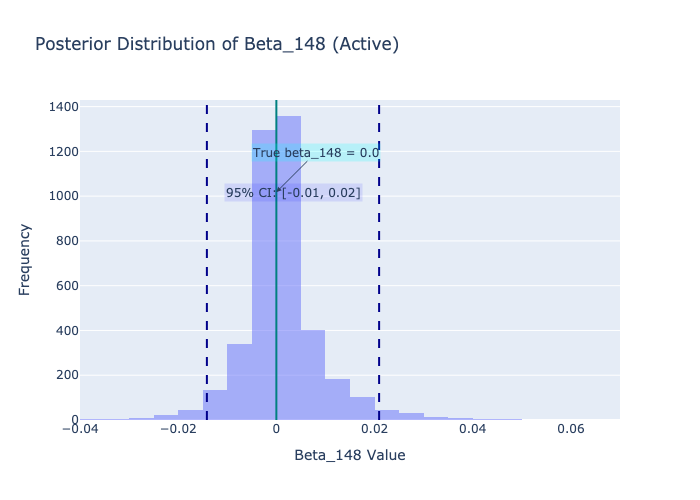 Posterior Distribution of Beta_148 (Active)
1400
1200
1000
800
600
400
200
0
True beta_148 = 0.0
95% CI: [-0.01, 0.02]
Frequency
−0.04
−0.02
0
0.02
0.04
0.06
Beta_148 Value